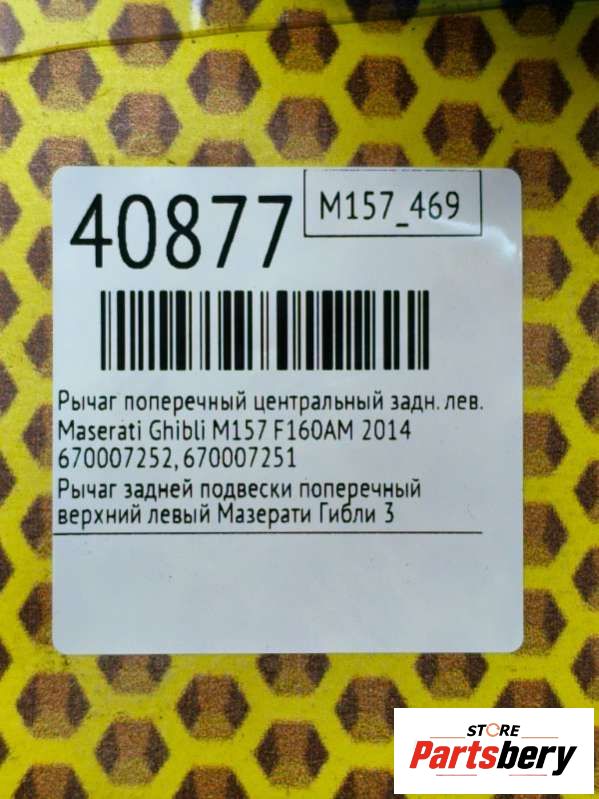 40877
M157_469
Рычаг поперечный центральный задн. лев.
Maserati Ghibli M157 F160AM 2014
670007252, 670007251
Рычаг задней подвески поперечный
верхний левый Мазерати Гибли 3
STORE
Partsbery